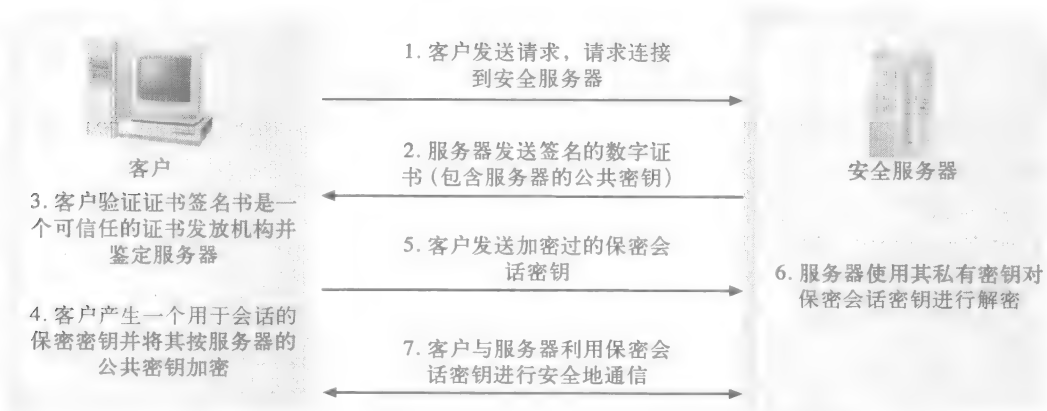 1. 客户发送请求，请求连接
到安全服务器
客户
2. 服务器发送签名的数字证
书(包含服务器的公共密钥)
安全服务器
3. 客户验证证书签名书是一
个可信任的证书发放机构并
鉴定服务器
4. 客户产生一个用于会话的
保密密钥并将其按服务器的
公共密钥加密
5. 客户发送加密过的保密会
话密钥
6. 服务器使用其私有密钥对
保密会话密钥进行解密
7. 客户与服务器利用保密会
话密钥进行安全地通信